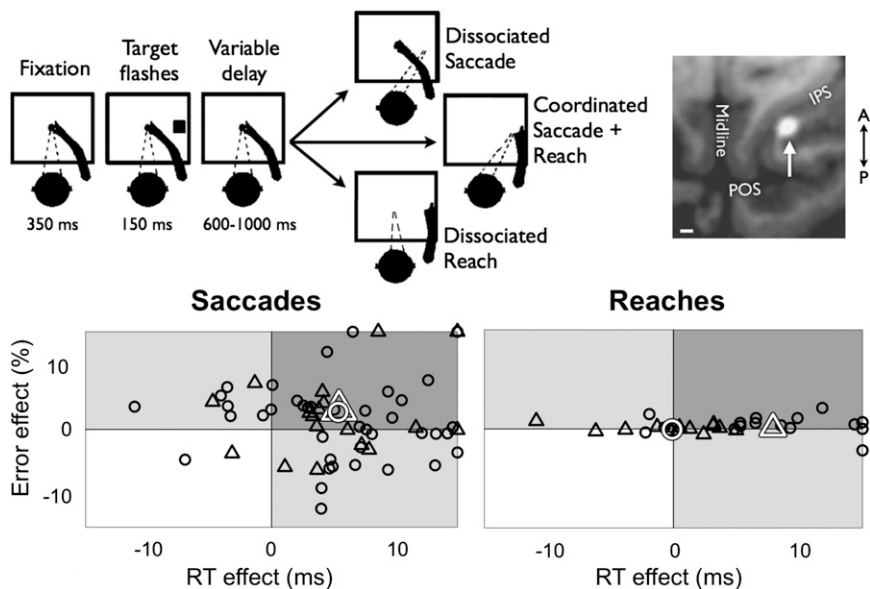 Fixation
Target
flashes
Variable
delay
350 ms
150 ms
600-1000 ms
Dissociated
Saccade
Coordinated
Saccade +
Reach
Dissociated
Reach
Midline
IPS
POS
A
P
Saccades
Reaches
Error effect (%)
10
0
-10
-10
0
10
RT effect (ms)
-10
0
10
RT effect (ms)